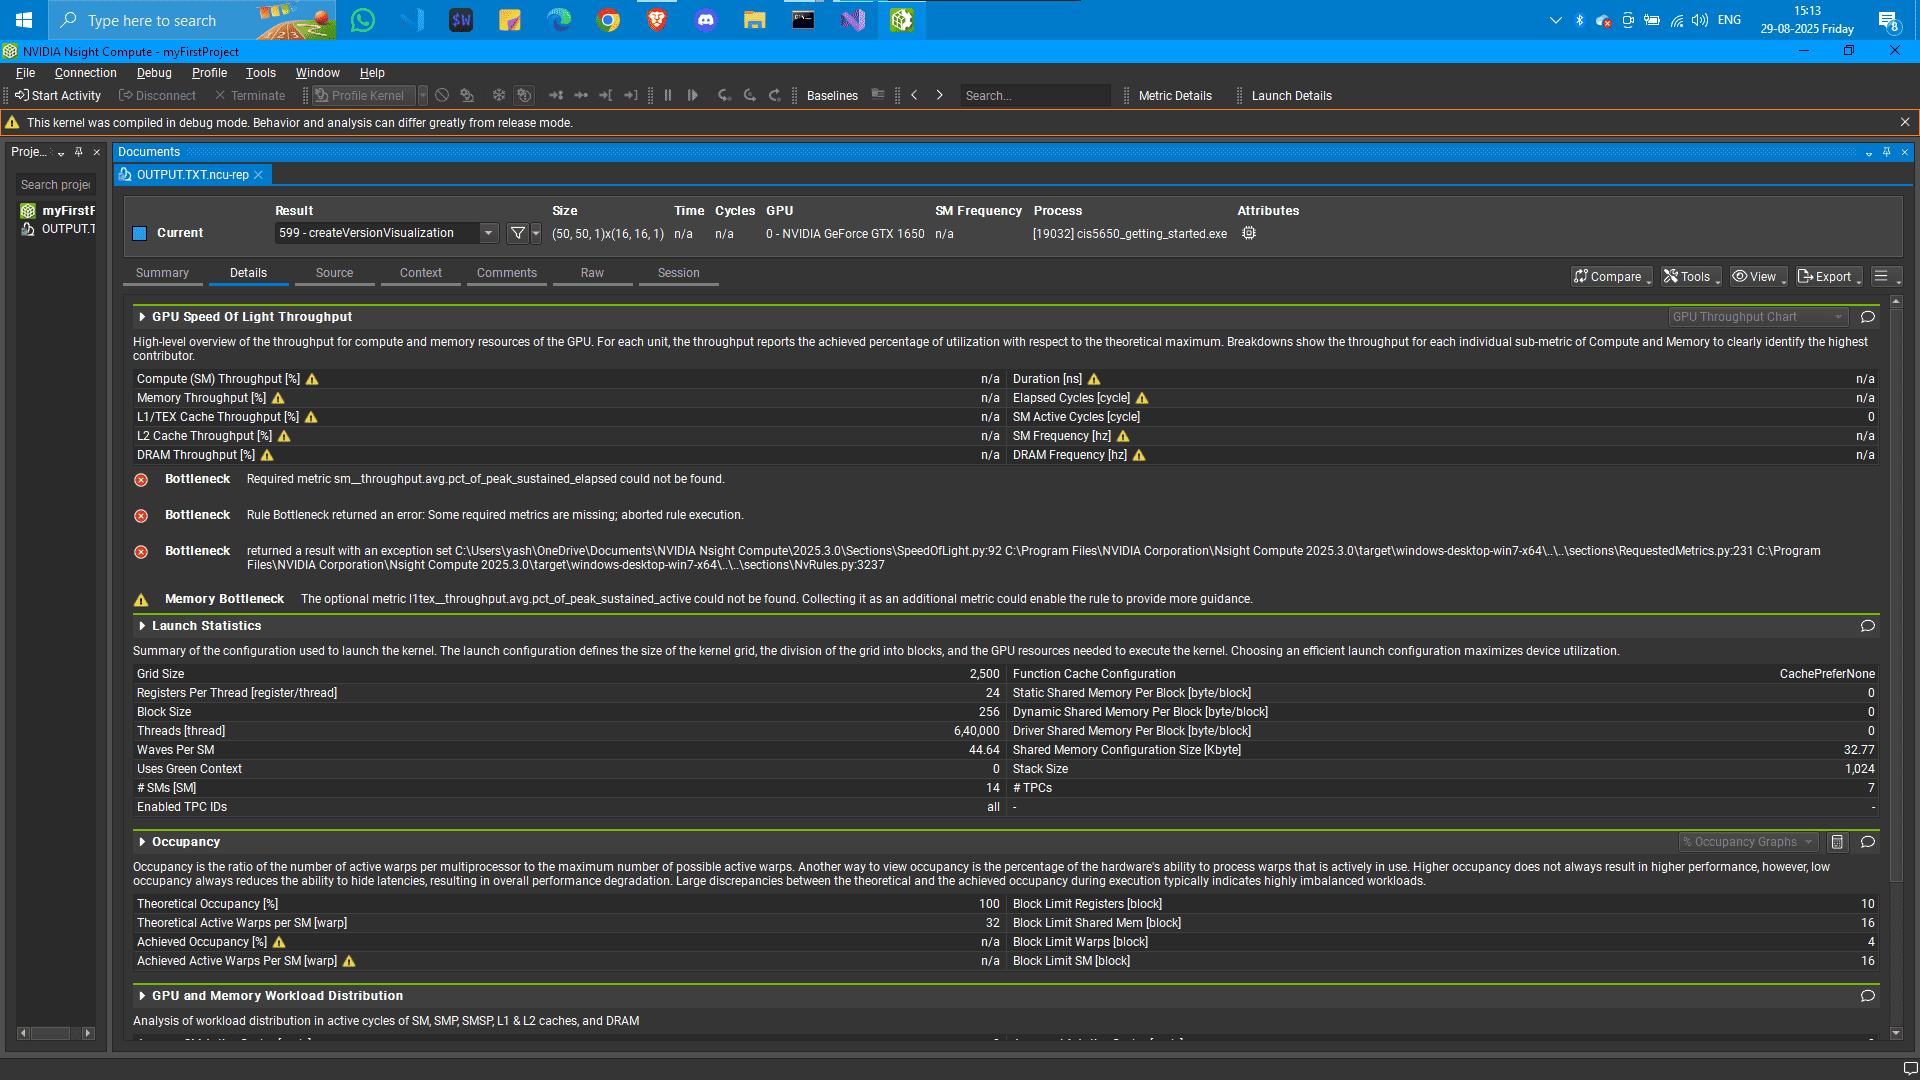 Type here to search
$W
ENG
15:13
29-08-2025 Friday
8
NVIDIA Nsight Compute - myFirstProject
File Connection Debug Profile Tools Window Help
Start Activity Disconnect Terminate Profile Kernel Baselines Search... Metric Details Launch Details
This kernel was compiled in debug mode. Behavior and analysis can differ greatly from release mode.
Proje...
Documents
OUTPUT.TXT.ncu-rep
Search proje
myFirstF
OUTPUT.T
Result Size Time Cycles GPU SM Frequency Process Attributes
Current 599 - createVersionVisualization (50, 50, 1)x(16, 16, 1) n/a n/a 0 - NVIDIA GeForce GTX 1650 n/a [19032] cis5650_getting_started.exe
Summary Details Source Context Comments Raw Session Compare Tools View Export
GPU Speed Of Light Throughput GPU Throughput Chart
High-level overview of the throughput for compute and memory resources of the GPU. For each unit, the throughput reports the achieved percentage of utilization with respect to the theoretical maximum. Breakdowns show the throughput for each individual sub-metric of Compute and Memory to clearly identify the highest
contributor.
Compute (SM) Throughput [%] n/a Duration [ns] n/a
Memory Throughput [%] n/a Elapsed Cycles [cycle] n/a
L1/TEX Cache Throughput [%] n/a SM Active Cycles [cycle] 0
L2 Cache Throughput [%] n/a SM Frequency [hz] n/a
DRAM Throughput [%] n/a DRAM Frequency [hz] n/a
Bottleneck Required metric sm__throughput.avg.pct_of_peak_sustained_elapsed could not be found.
Bottleneck Rule Bottleneck returned an error: Some required metrics are missing; aborted rule execution.
Bottleneck returned a result with an exception set C:\Users\yash\OneDrive\Documents\NVIDIA Nsight Compute\2025.3.0\Sections\SpeedOfLight.py:92 C:\Program Files\NVIDIA Corporation\Nsight Compute 2025.3.0\target\windows-desktop-win7-x64\..\..\sections\RequestedMetrics.py:231 C:\Program
Files\NVIDIA Corporation\Nsight Compute 2025.3.0\target\windows-desktop-win7-x64\..\..\sections\NvRules.py:3237
Memory Bottleneck The optional metric l1tex__throughput.avg.pct_of_peak_sustained_active could not be found. Collecting it as an additional metric could enable the rule to provide more guidance.
Launch Statistics
Summary of the configuration used to launch the kernel. The launch configuration defines the size of the kernel grid, the division of the grid into blocks, and the GPU resources needed to execute the kernel. Choosing an efficient launch configuration maximizes device utilization.
Grid Size 2,500 Function Cache Configuration CachePreferNone
Registers Per Thread [register/thread] 24 Static Shared Memory Per Block [byte/block] 0
Block Size 256 Dynamic Shared Memory Per Block [byte/block] 0
Threads [thread] 6,40,000 Driver Shared Memory Per Block [byte/block] 0
Waves Per SM 44.64 Shared Memory Configuration Size [Kbyte] 32.77
Uses Green Context 0 Stack Size 1,024
# SMs [SM] 14 # TPCs 7
Enabled TPC IDs all - -
Occupancy % Occupancy Graphs
Occupancy is the ratio of the number of active warps per multiprocessor to the maximum number of possible active warps. Another way to view occupancy is the percentage of the hardware's ability to process warps that is actively in use. Higher occupancy does not always result in higher performance, however, low
occupancy always reduces the ability to hide latencies, resulting in overall performance degradation. Large discrepancies between the theoretical and the achieved occupancy during execution typically indicates highly imbalanced workloads.
Theoretical Occupancy [%] 100 Block Limit Registers [block] 10
Theoretical Active Warps per SM [warp] 32 Block Limit Shared Mem [block] 16
Achieved Occupancy [%] n/a Block Limit Warps [block] 4
Achieved Active Warps Per SM [warp] n/a Block Limit SM [block] 16
GPU and Memory Workload Distribution
Analysis of workload distribution in active cycles of SM, SMP, SMSP, L1 & L2 caches, and DRAM